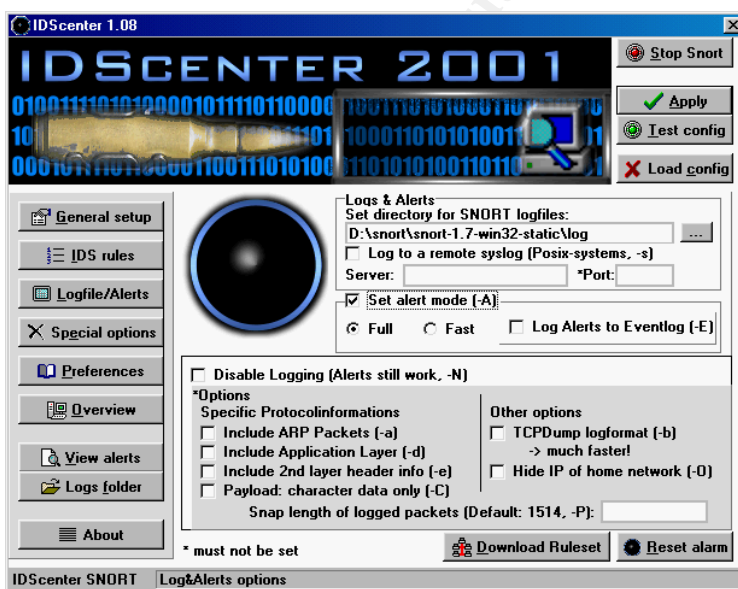 IDScenter 1.08
IDSCENTER 2001
Stop Snort
Apply
Test config
Load config
General setup
IDS rules
Logfile/Alerts
Special options
Preferences
Overview
View alerts
Logs folder
About
Logs & Alerts
Set directory for SNORT logfiles:
D:\snort\snort-1.7-win32-static\log
...
Log to a remote syslog (Posix-systems, -s)
Server: *Port:
Set alert mode (-A)
Full Fast Log Alerts to Eventlog (-E)
Disable Logging (Alerts still work, -N)
*Options
Specific Protocolinformations
Include ARP Packets (-a)
Include Application Layer (-d)
Include 2nd layer header info (-e)
Payload: character data only (-C)
Other options
TCPDump logformat (-b)
-> much faster!
Hide IP of home network (-O)
Snap length of logged packets (Default: 1514, -P):
* must not be set
Download Ruleset
Reset alarm
IDScenter SNORT Log&Alerts options